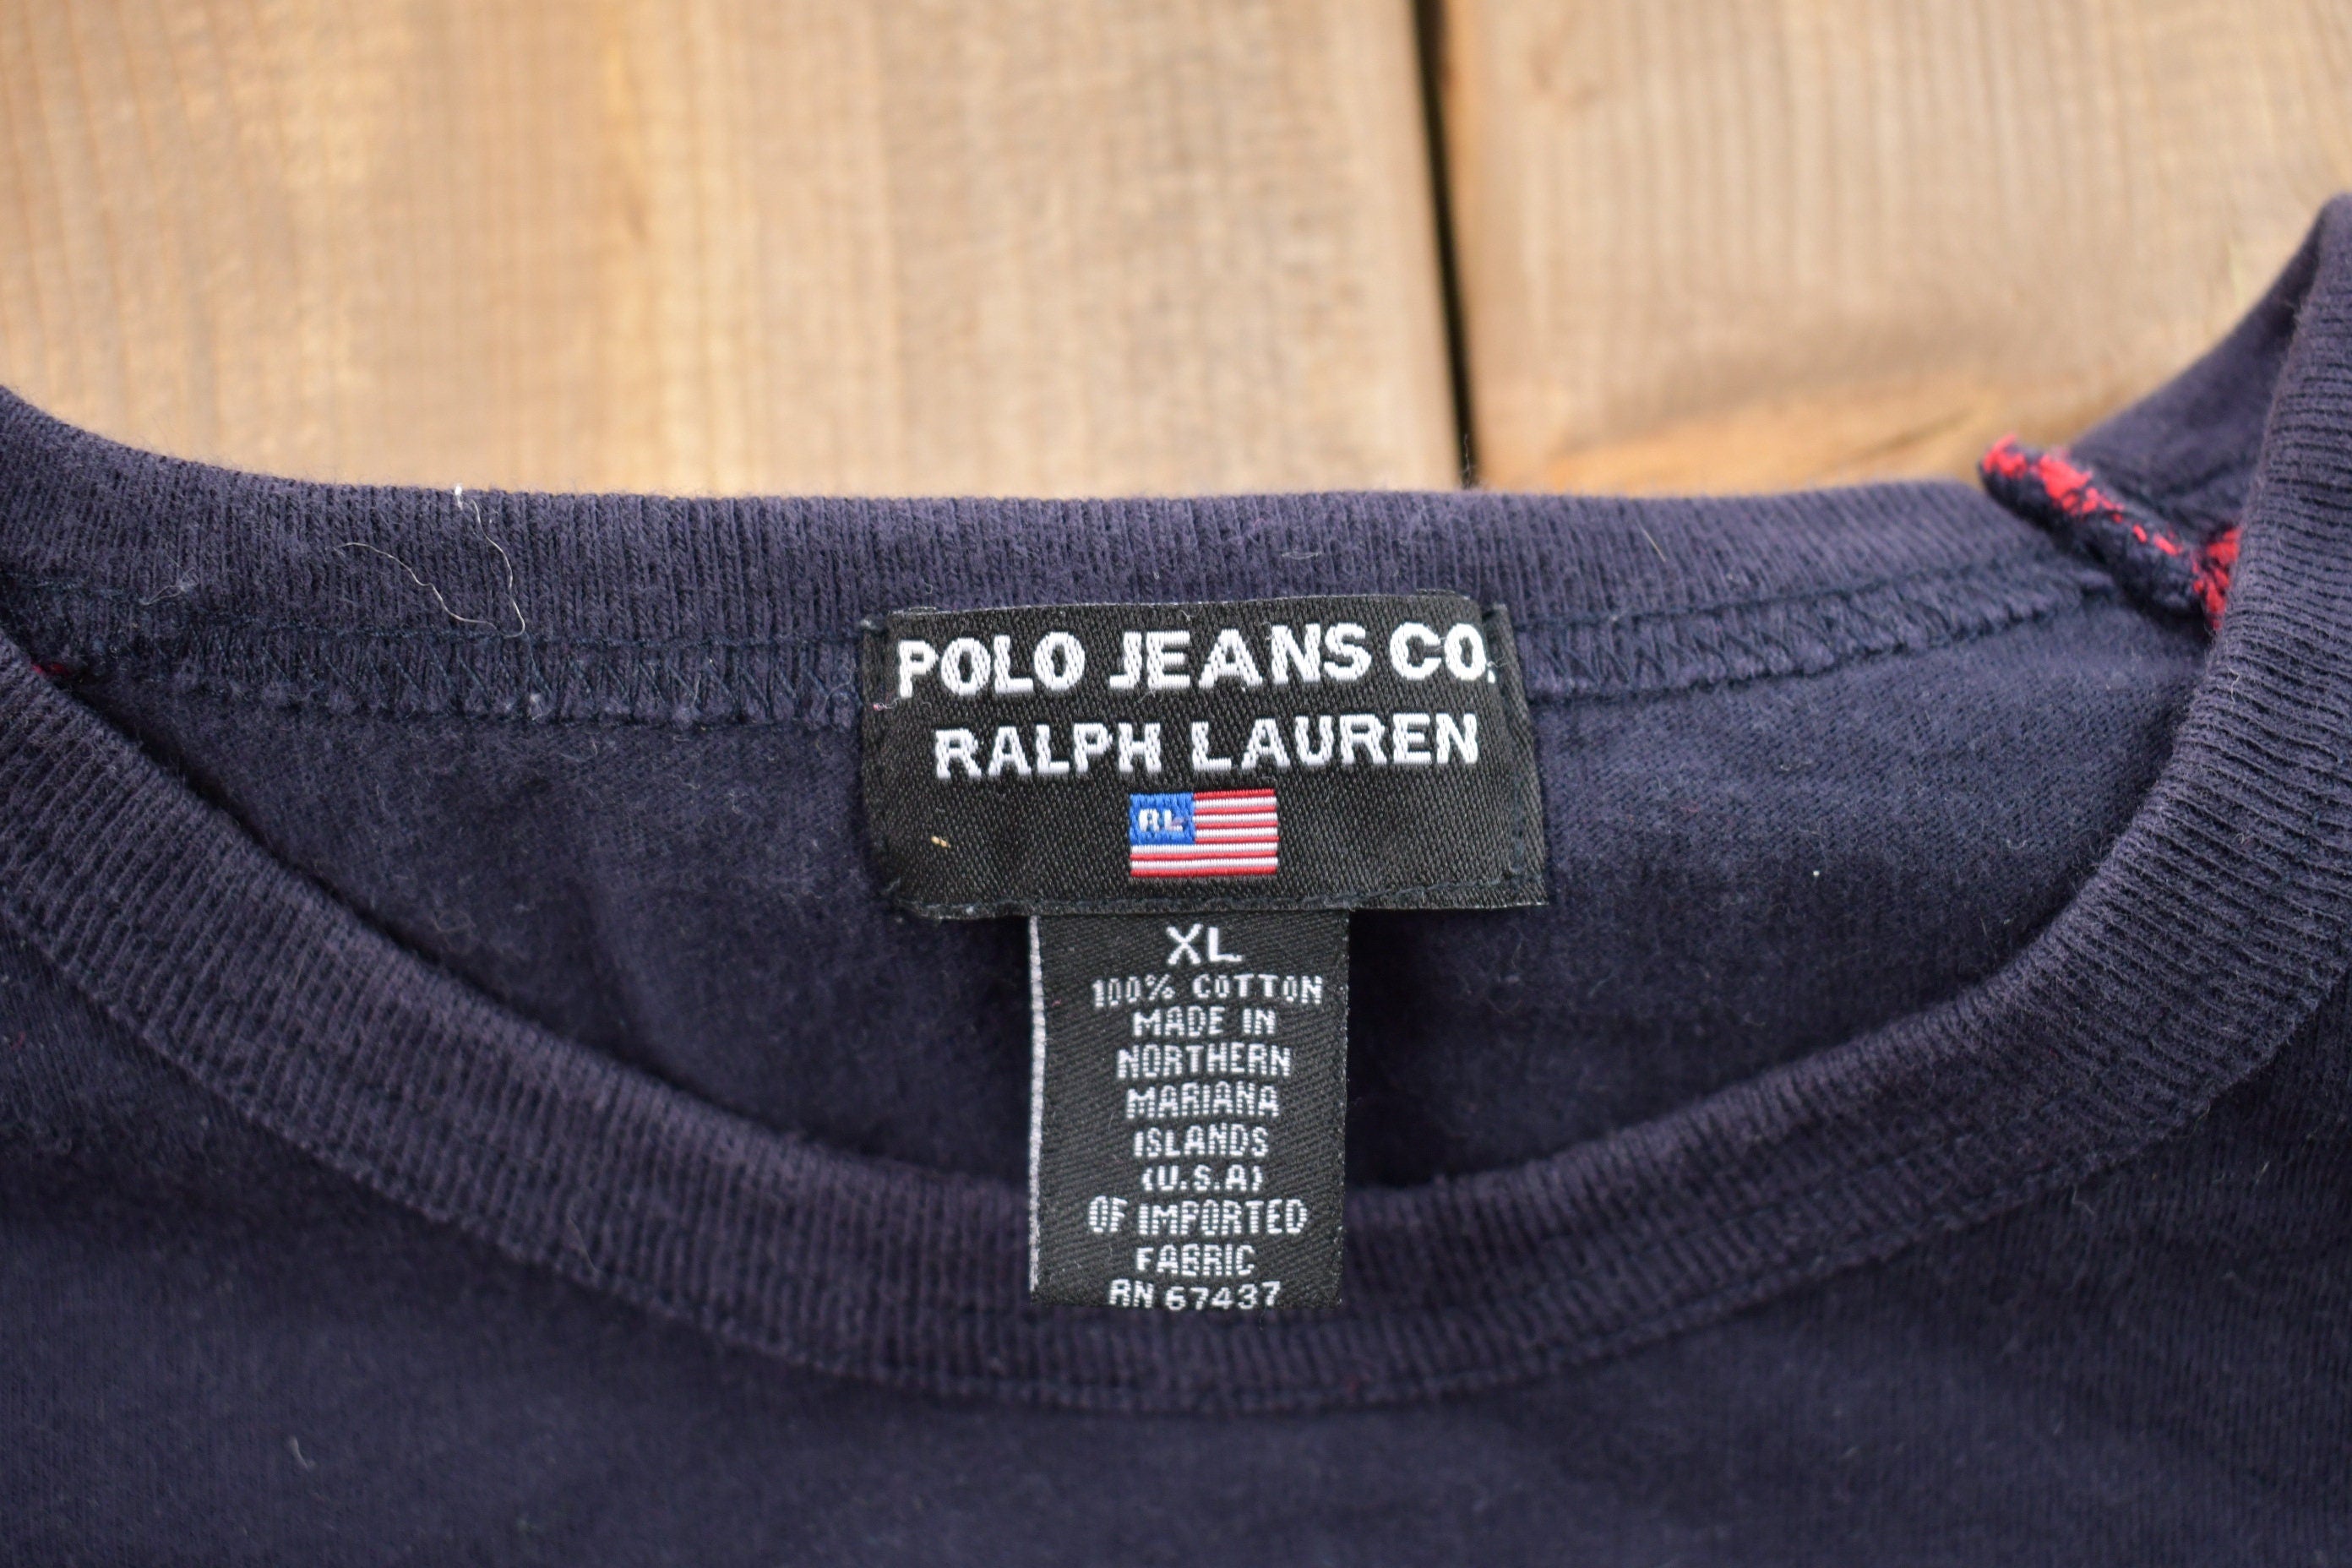 POLO JEANS CO.
RALPH LAUREN
RL
XL
100% COTTON
MADE IN
NORTHERN
MARIANA
ISLANDS
(U.S.A)
OF IMPORTED
FABRIC
RN 67437